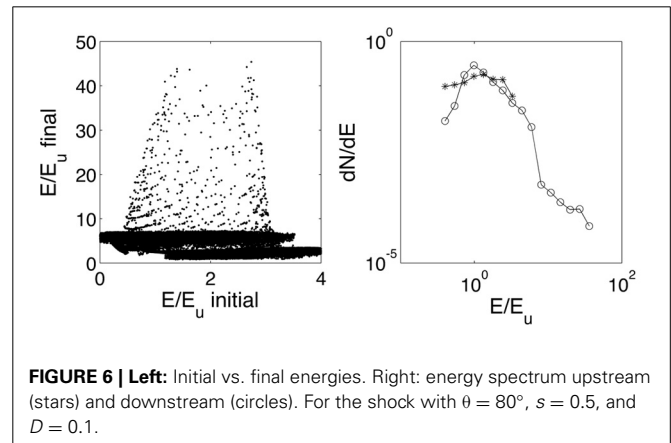 50
40
30
20
10
0
E/E_u final
0 2 4
E/E_u initial
10^0
10^-5
dN/dE
10^0 10^2
E/E_u
FIGURE 6 | Left: Initial vs. final energies. Right: energy spectrum upstream
(stars) and downstream (circles). For the shock with θ = 80°, s = 0.5, and
D = 0.1.